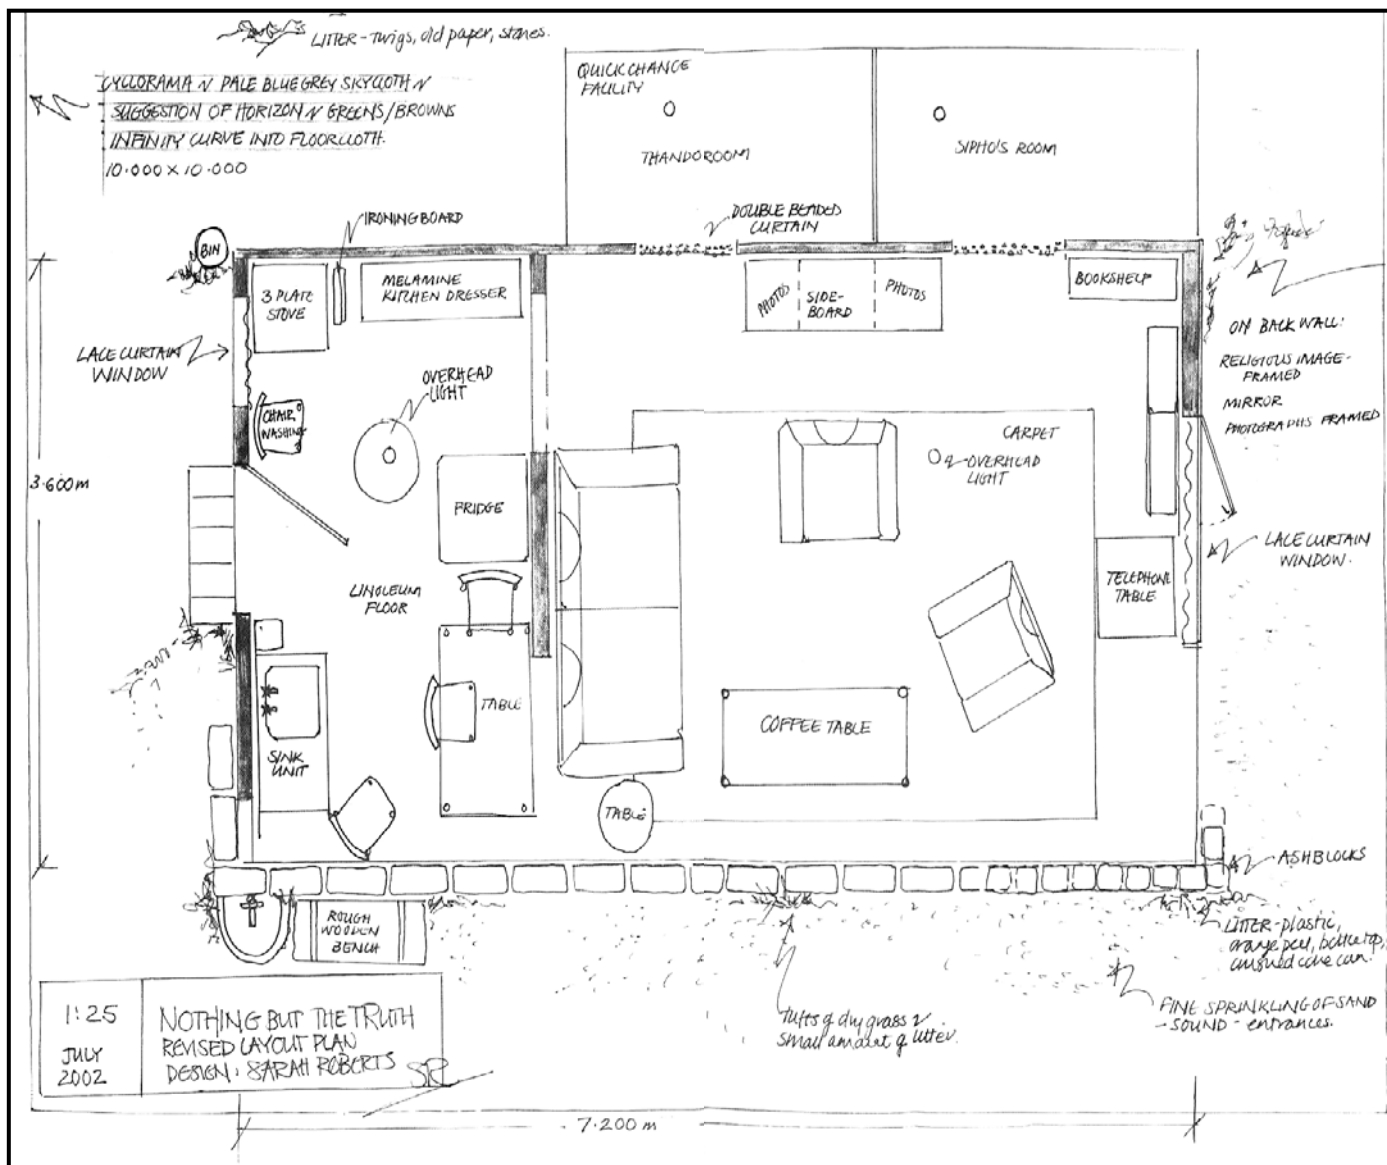 LITTER - twigs, old paper, stones.
CYCLORAMA N PALE BLUE GREY SKYCLOTH N
SUGGESTION OF HORIZON N GREENS/BROWNS
INFINITY CURVE INTO FLOORCLOTH.
10.000 X 10.000
QUICK CHANGE
FACILITY
THANDOROOM
SIPHO'S ROOM
IRONING BOARD
DOUBLE BEADED
CURTAIN
BIN
3 PLATE
STOVE
MELAMINE
KITCHEN DRESSER
PHOTOS
SIDE-
BOARD
PHOTOS
BOOKSHELF
ON BACK WALL:
RELIGIOUS IMAGE-
FRAMED
MIRROR
PHOTOGRAPHS FRAMED
LACE CURTAIN
WINDOW
OVERHEAD
LIGHT
CHAIR
WASHING
CARPET
OVERHEAD
LIGHT
3.600m
FRIDGE
LACE CURTAIN
WINDOW.
LINOLEUM
FLOOR
TELEPHONE
TABLE
TABLE
COFFEE TABLE
SINK
UNIT
TABLE
ASHBLOCKS
ROUGH
WOODEN
BENCH
LITTER - plastic,
orange peel, bottle top,
crushed coke can.
FINE SPRINKLING OF SAND
- SOUND - entrances.
Tufts of dry grass N
small amount of litter.
1:25
JULY
2002
NOTHING BUT THE TRUTH
REVISED LAYOUT PLAN
DESIGN: SARAH ROBERTS
SR
7.200 m